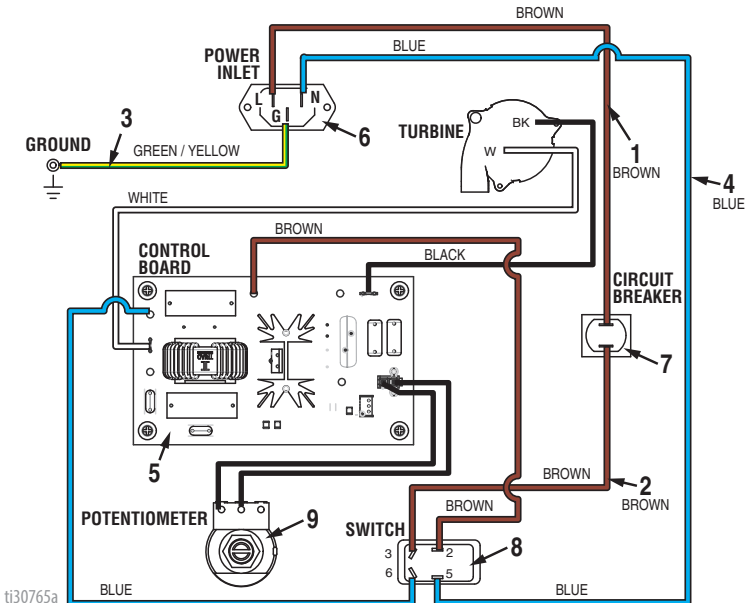 BROWN
BLUE
POWER
INLET
L
N
G
6
3
GROUND
GREEN / YELLOW
TURBINE
BK
W
1
BROWN
4
BLUE
WHITE
BROWN
CONTROL
BOARD
BLACK
CIRCUIT
BREAKER
7
5
BROWN
2
BROWN
BROWN
POTENTIOMETER
9
SWITCH
3
2
8
6
5
BLUE
BLUE
ti30765a